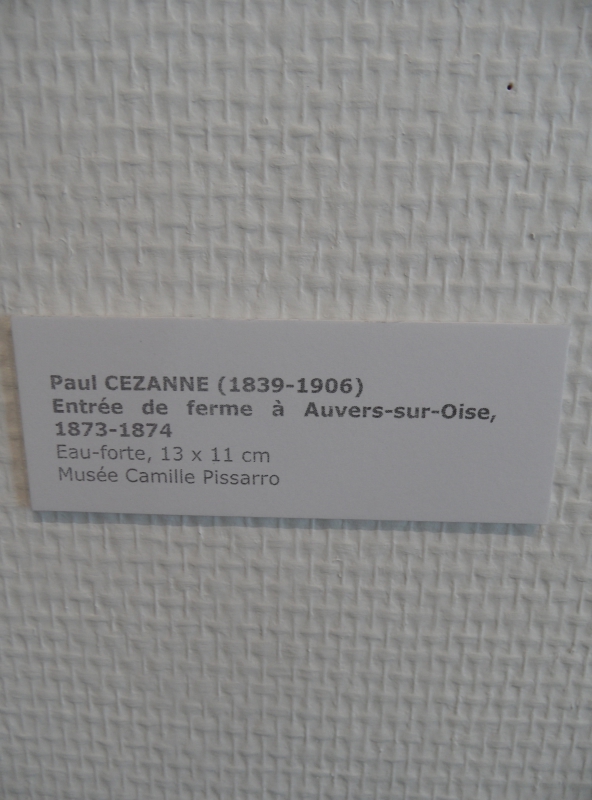 Paul CEZANNE (1839-1906)
Entrée de ferme à Auvers-sur-Oise,
1873-1874
Eau-forte, 13 x 11 cm
Musée Camille Pissarro